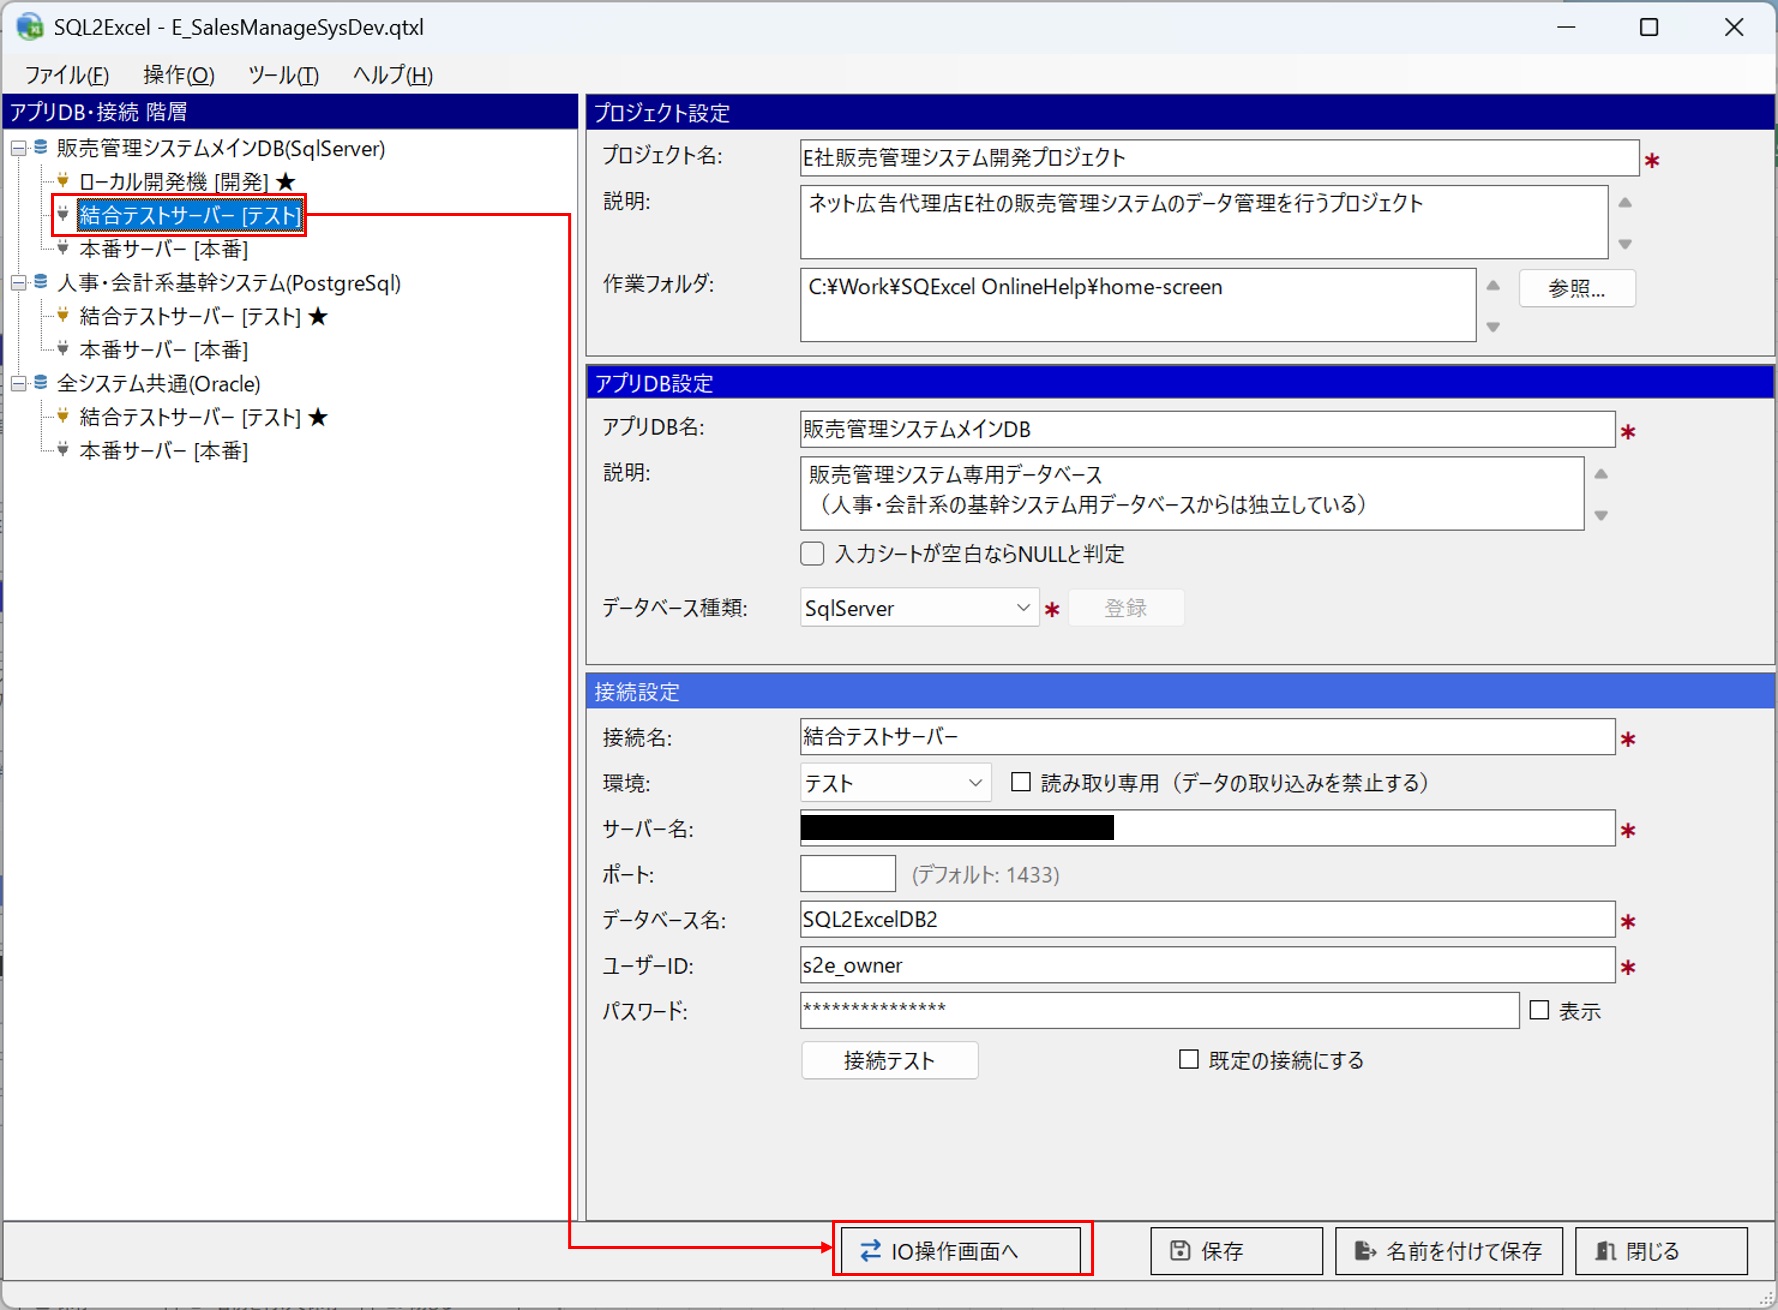 SQL2Excel - E_SalesManageSysDev.qtxl
ファイル(F) 操作(O) ツール(T) ヘルプ(H)
アプリDB・接続 階層
販売管理システムメインDB(SqlServer)
ローカル開発機 [開発] ★
結合テストサーバー [テスト]
本番サーバー [本番]
人事・会計系基幹システム(PostgreSql)
結合テストサーバー [テスト] ★
本番サーバー [本番]
全システム共通(Oracle)
結合テストサーバー [テスト] ★
本番サーバー [本番]
プロジェクト設定
プロジェクト名: E社販売管理システム開発プロジェクト *
説明: ネット広告代理店E社の販売管理システムのデータ管理を行うプロジェクト
作業フォルダ: C:¥Work¥SQExcel OnlineHelp¥home-screen 参照...
アプリDB設定
アプリDB名: 販売管理システムメインDB *
説明: 販売管理システム専用データベース
（人事・会計系の基幹システム用データベースからは独立している）
入力シートが空白ならNULLと判定
データベース種類: SqlServer * 登録
接続設定
接続名: 結合テストサーバー *
環境: テスト 読み取り専用（データの取り込みを禁止する）
サーバー名: *
ポート: (デフォルト: 1433)
データベース名: SQL2ExcelDB2 *
ユーザーID: s2e_owner *
パスワード: *************** 表示
接続テスト 既定の接続にする
IO操作画面へ 保存 名前を付けて保存 閉じる